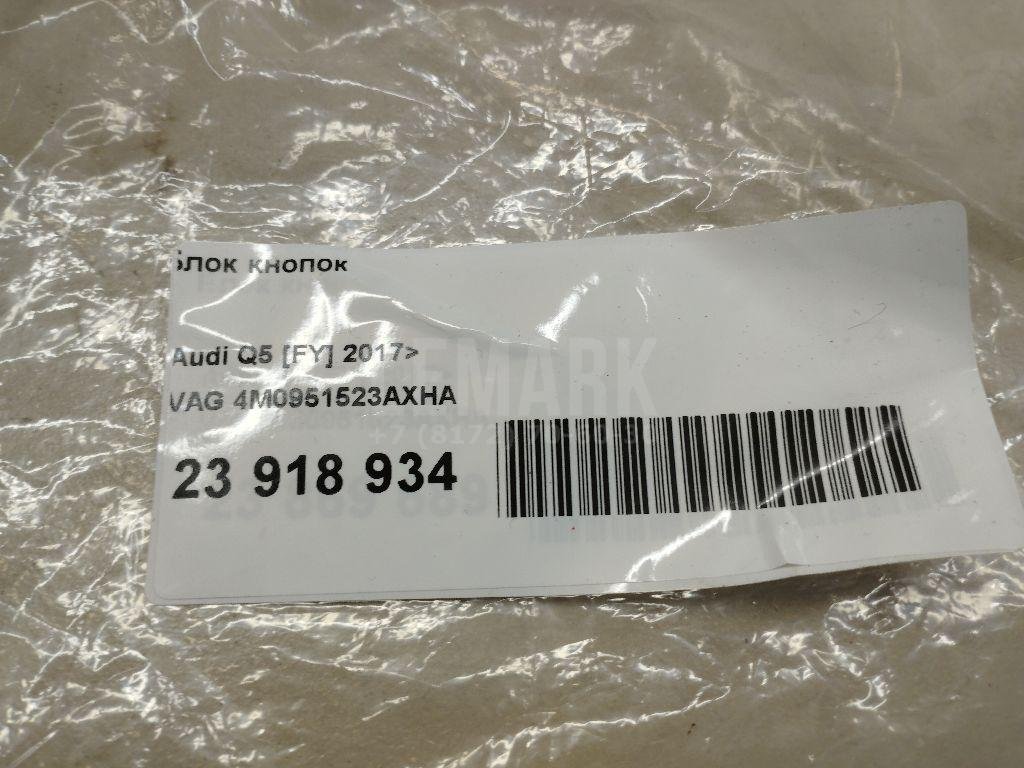 блок кнопок
Audi Q5 [FY] 2017>
VAG 4M0951523AXHA
23 918 934